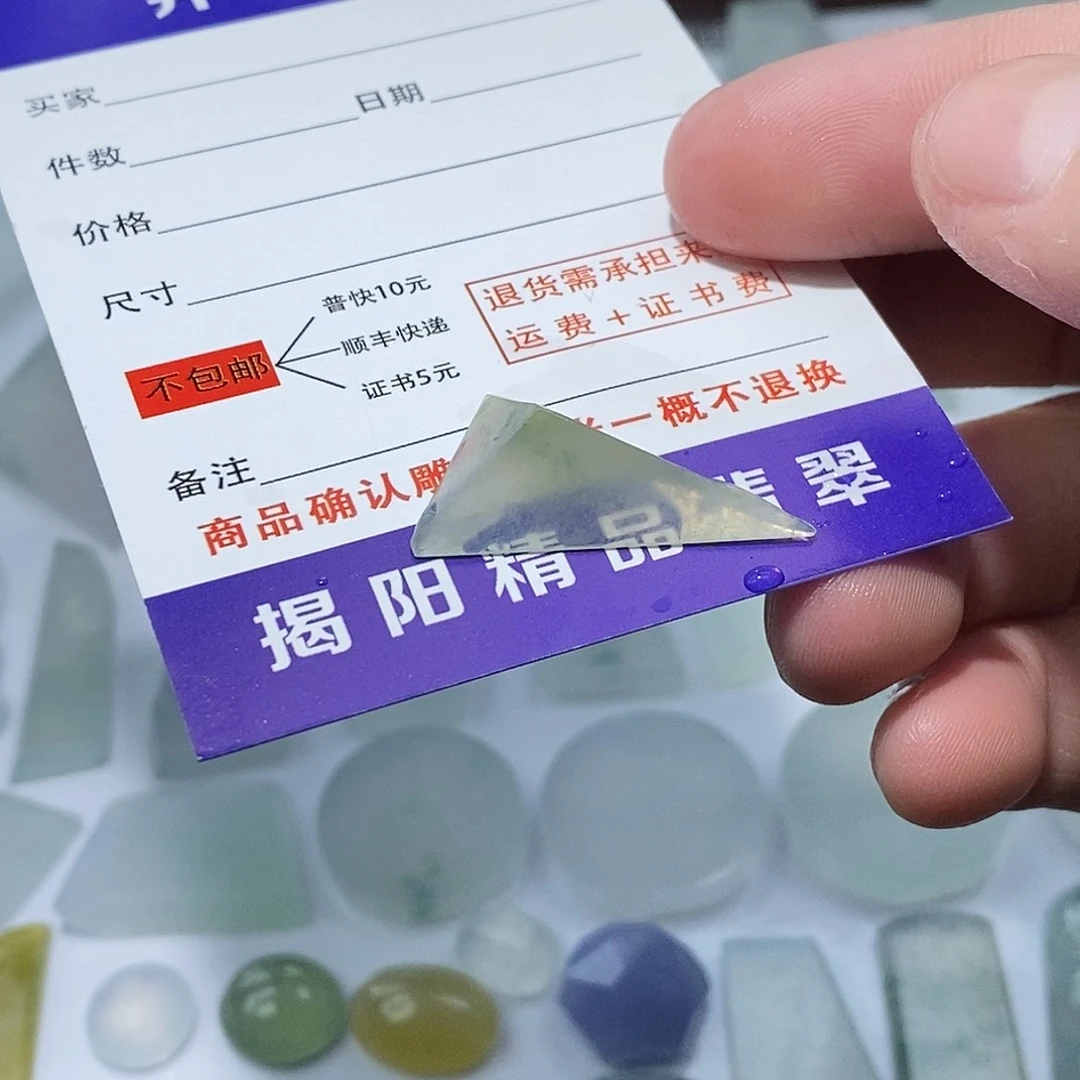 买家
日期
件数
价格
尺寸
普快10元
不包邮
顺丰快递
证书5元
退货需承担来
运费+证书费
备注
商品确认雕 一概不退换
揭阳精品翡翠